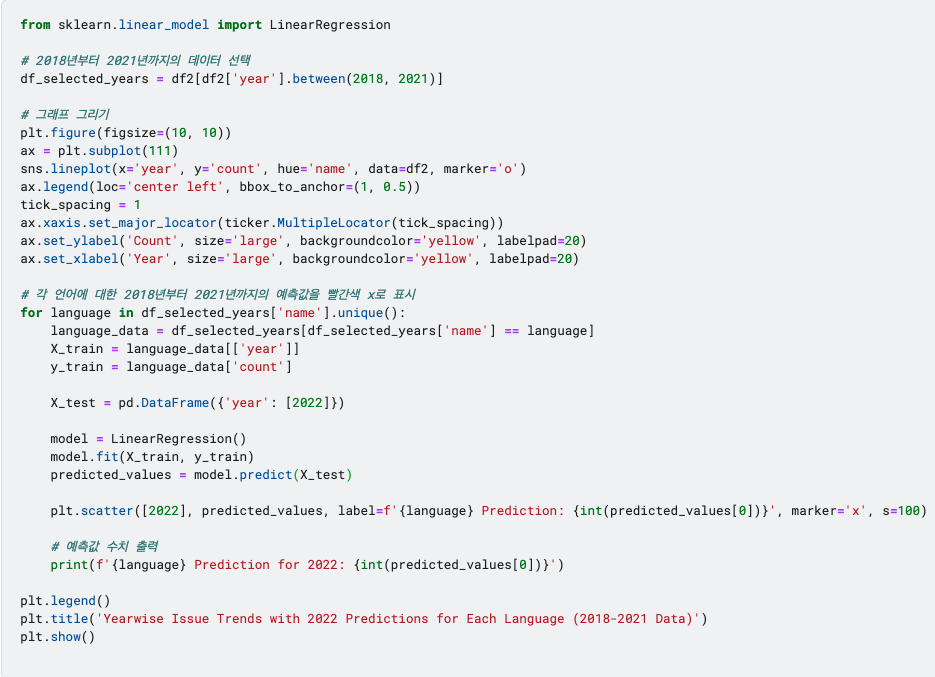 from sklearn.linear_model import LinearRegression
# 2018년부터 2021년까지의 데이터 선택
df_selected_years = df2[df2['year'].between(2018, 2021)]
# 그래프 그리기
plt.figure(figsize=(10, 10))
ax = plt.subplot(111)
sns.lineplot(x='year', y='count', hue='name', data=df2, marker='o')
ax.legend(loc='center left', bbox_to_anchor=(1, 0.5))
tick_spacing = 1
ax.xaxis.set_major_locator(ticker.MultipleLocator(tick_spacing))
ax.set_ylabel('Count', size='large', backgroundcolor='yellow', labelpad=20)
ax.set_xlabel('Year', size='large', backgroundcolor='yellow', labelpad=20)
# 각 언어에 대한 2018년부터 2021년까지의 예측값을 빨간색 x로 표시
for language in df_selected_years['name'].unique():
    language_data = df_selected_years[df_selected_years['name'] == language]
    X_train = language_data[['year']]
    y_train = language_data['count']
    X_test = pd.DataFrame({'year': [2022]})
    model = LinearRegression()
    model.fit(X_train, y_train)
    predicted_values = model.predict(X_test)
    plt.scatter([2022], predicted_values, label=f'{language} Prediction: {int(predicted_values[0])}', marker='x', s=100)
    # 예측값 수치 출력
    print(f'{language} Prediction for 2022: {int(predicted_values[0])}')
plt.legend()
plt.title('Yearwise Issue Trends with 2022 Predictions for Each Language (2018-2021 Data)')
plt.show()